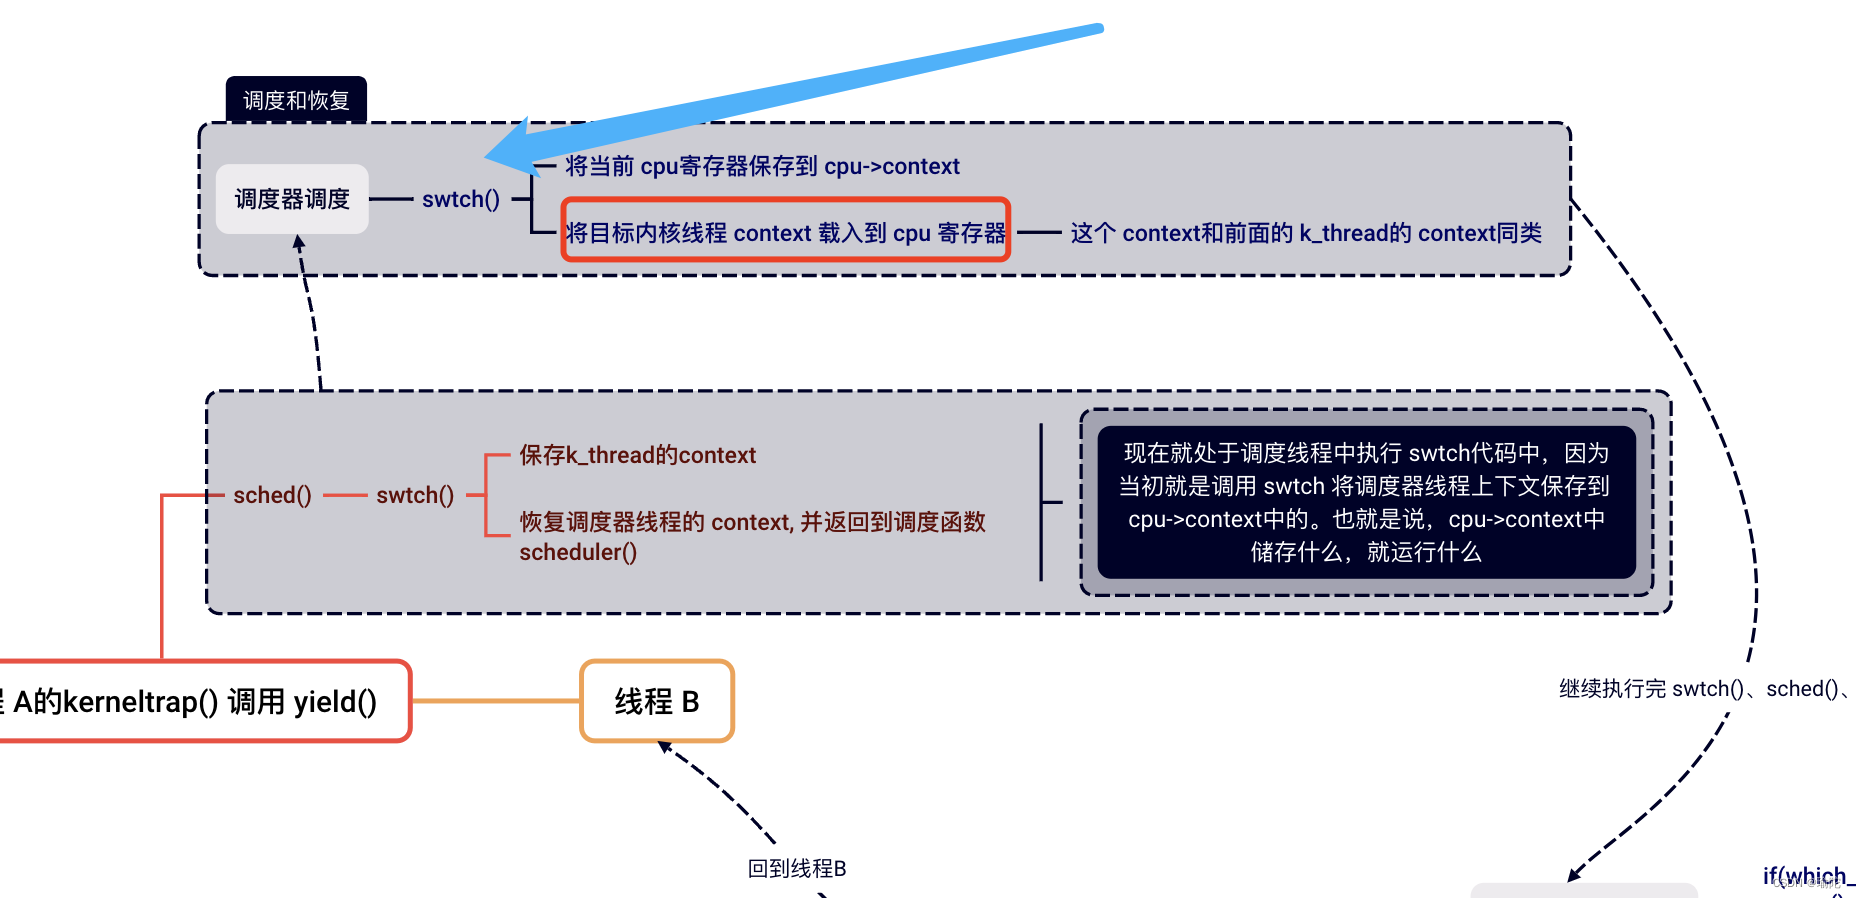 调度和恢复
将当前 cpu寄存器保存到 cpu->context
调度器调度
swtch()
将目标内核线程 context 载入到 cpu 寄存器
这个 context和前面的 k_thread的 context同类
保存k_thread的context
sched()
swtch()
恢复调度器线程的 context, 并返回到调度函数
scheduler()
现在就处于调度线程中执行 swtch代码中，因为
当初就是调用 swtch 将调度器线程上下文保存到
cpu->context中的。也就是说，cpu->context中
储存什么，就运行什么
A的kerneltrap() 调用 yield()
线程 B
继续执行完 swtch()、sched()、
回到线程B
if(which_